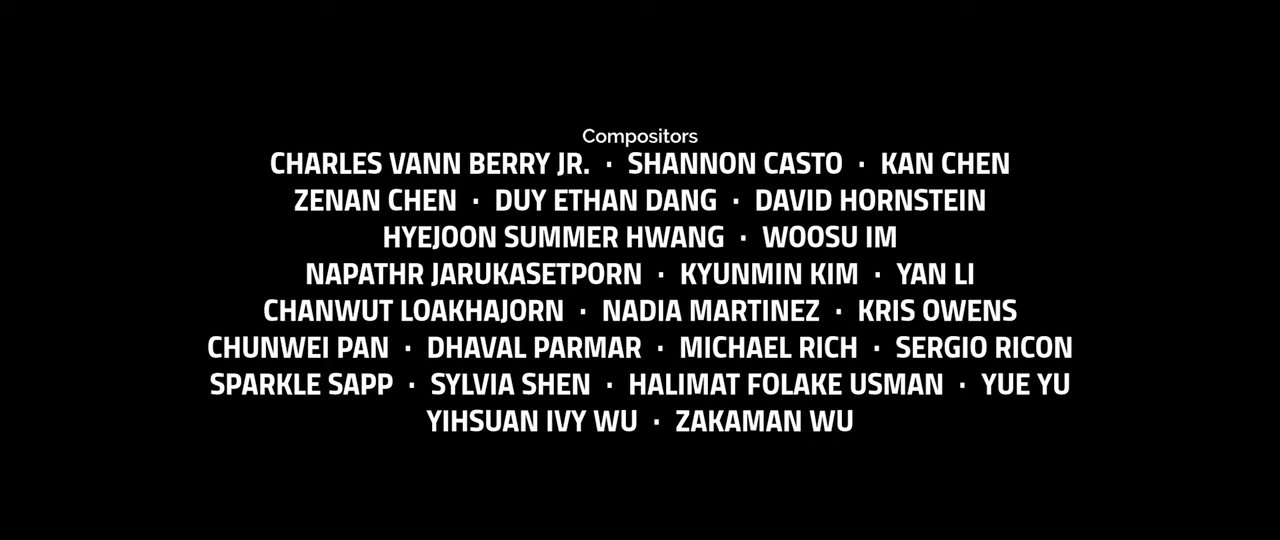 Compositors
CHARLES VANN BERRY JR. · SHANNON CASTO · KAN CHEN
ZENAN CHEN · DUY ETHAN DANG · DAVID HORNSTEIN
HYEJOON SUMMER HWANG · WOOSU IM
NAPATHR JARUKASETPORN · KYUNMIN KIM · YAN LI
CHANWUT LOAKHAJORN · NADIA MARTINEZ · KRIS OWENS
CHUNWEI PAN · DHAVAL PARMAR · MICHAEL RICH · SERGIO RICON
SPARKLE SAPP · SYLVIA SHEN · HALIMAT FOLAKE USMAN · YUE YU
YIHSUAN IVY WU · ZAKAMAN WU